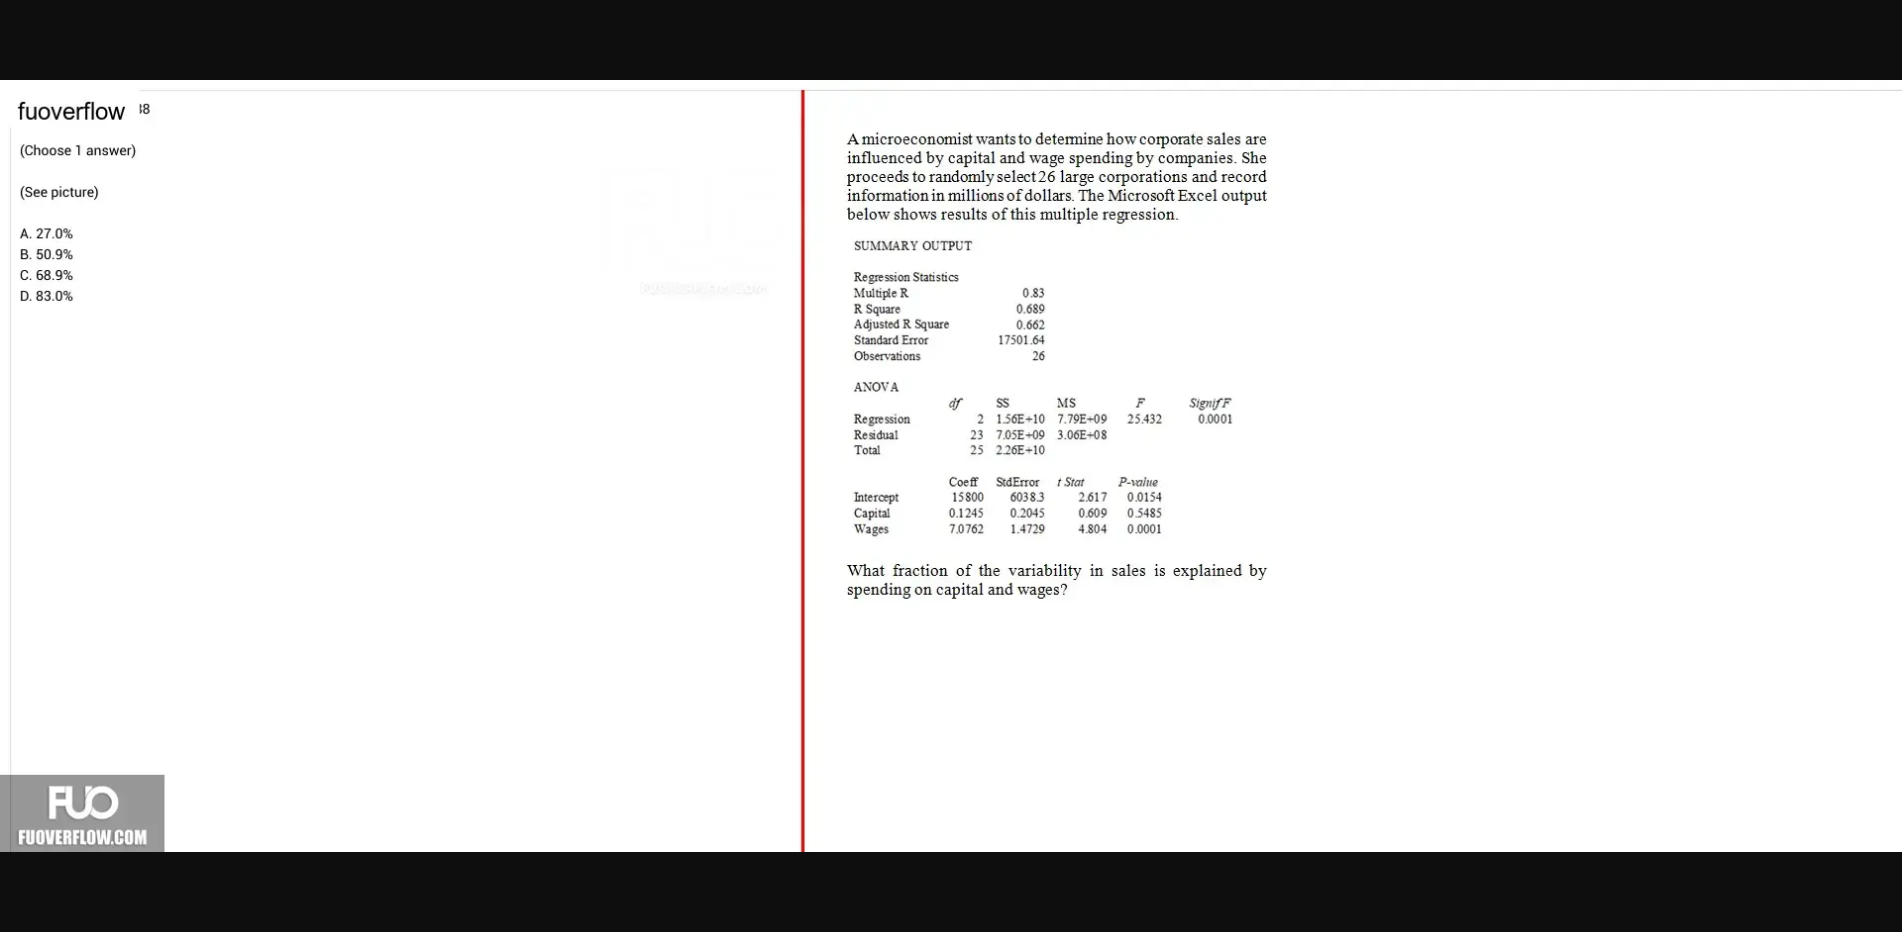 fuoverflow 38
(Choose 1 answer)
(See picture)
A. 27.0%
B. 50.9%
C. 68.9%
D. 83.0%
FUO
FUOVERFLOW.COM
A microeconomist wants to determine how corporate sales are
influenced by capital and wage spending by companies. She
proceeds to randomly select 26 large corporations and record
information in millions of dollars. The Microsoft Excel output
below shows results of this multiple regression.
SUMMARY OUTPUT
Regression Statistics
Multiple R 0.83
R Square 0.689
Adjusted R Square 0.662
Standard Error 17501.64
Observations 26
ANOVA
df SS MS F Signif F
Regression 2 1.56E+10 7.79E+09 25.432 0.0001
Residual 23 7.05E+09 3.06E+08
Total 25 2.26E+10
Coeff StdError t Stat P-value
Intercept 15800 6038.3 2.617 0.0154
Capital 0.1245 0.2045 0.609 0.5485
Wages 7.0762 1.4729 4.804 0.0001
What fraction of the variability in sales is explained by
spending on capital and wages?